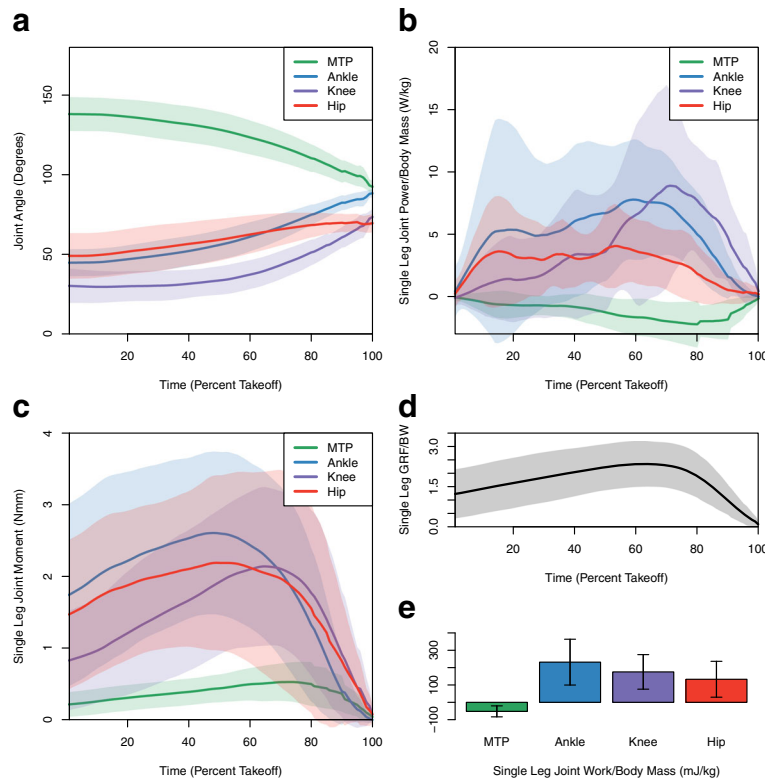 a
Joint Angle (Degrees)
0
50
100
150
MTP
Ankle
Knee
Hip
20
40
60
80
100
Time (Percent Takeoff)
b
Single Leg Joint Power/Body Mass (W/kg)
0
5
10
15
20
MTP
Ankle
Knee
Hip
20
40
60
80
100
Time (Percent Takeoff)
c
Single Leg Joint Moment (Nmm)
0
1
2
3
4
MTP
Ankle
Knee
Hip
20
40
60
80
100
Time (Percent Takeoff)
d
Single Leg GRF/BW
0.0
1.5
3.0
20
40
60
80
100
Time (Percent Takeoff)
e
−100
100
300
MTP
Ankle
Knee
Hip
Single Leg Joint Work/Body Mass (mJ/kg)